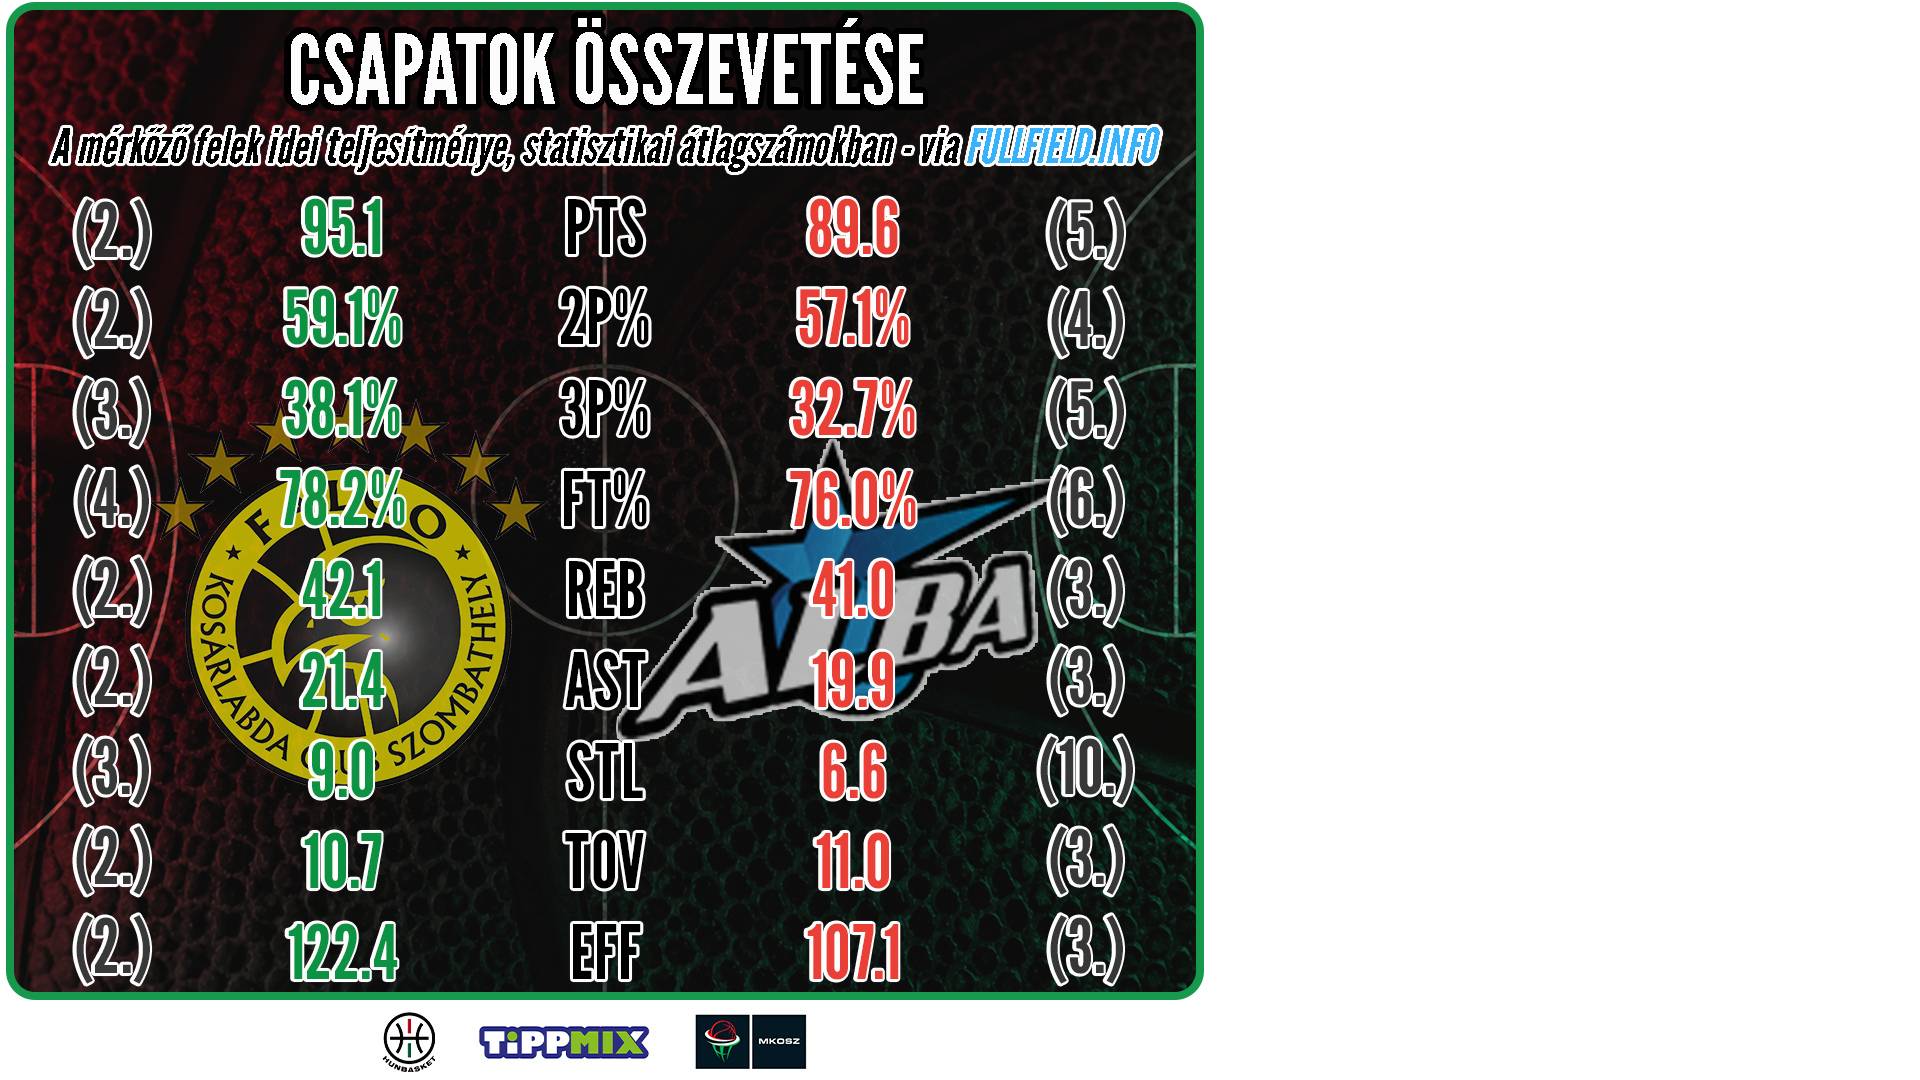 CSAPATOK ÖSSZEVETÉSE
A mérkőző felek idei teljesítménye, statisztikai átlagszámokban - via FULLFIELD.INFO
(2.) 95.1 PTS 89.6 (5.)
(2.) 59.1% 2P% 57.1% (4.)
(3.) 38.1% 3P% 32.7% (5.)
(4.) 78.2% FT% 76.0% (6.)
(2.) 42.1 REB 41.0 (3.)
(2.) 21.4 AST 19.9 (3.)
(3.) 9.0 STL 6.6 (10.)
(2.) 10.7 TOV 11.0 (3.)
(2.) 122.4 EFF 107.1 (3.)
KOSÁRLABDA CLUB SZOMBATHELY
ALBA
HUNBASKET
TiPPMIX
MKOSZ